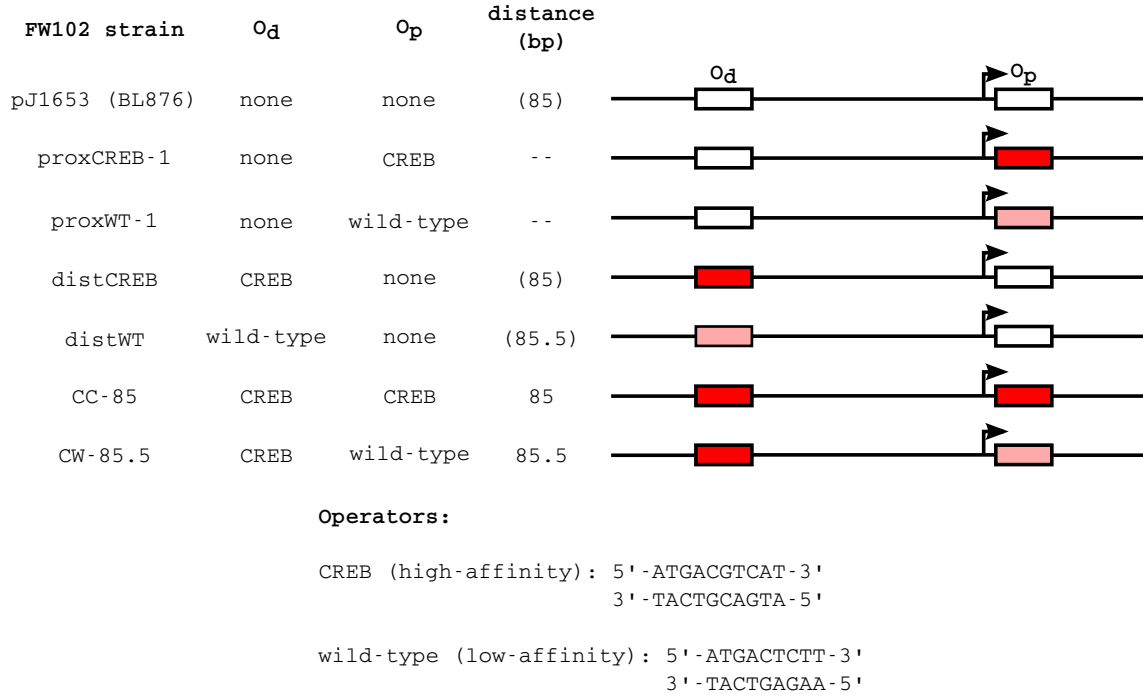 FW102 strain Od Op distance (bp)
Od Op
pJ1653 (BL876) none none (85)
proxCREB-1 none CREB --
proxWT-1 none wild-type --
distCREB CREB none (85)
distWT wild-type none (85.5)
CC-85 CREB CREB 85
CW-85.5 CREB wild-type 85.5
Operators:
CREB (high-affinity): 5'-ATGACGTCAT-3'
3'-TACTGCAGTA-5'
wild-type (low-affinity): 5'-ATGACTCTT-3'
3'-TACTGAGAA-5'